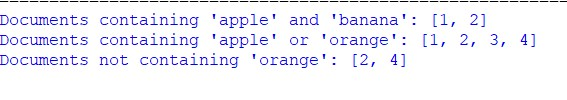 Documents containing 'apple' and 'banana': [1, 2]
Documents containing 'apple' or 'orange': [1, 2, 3, 4]
Documents not containing 'orange': [2, 4]